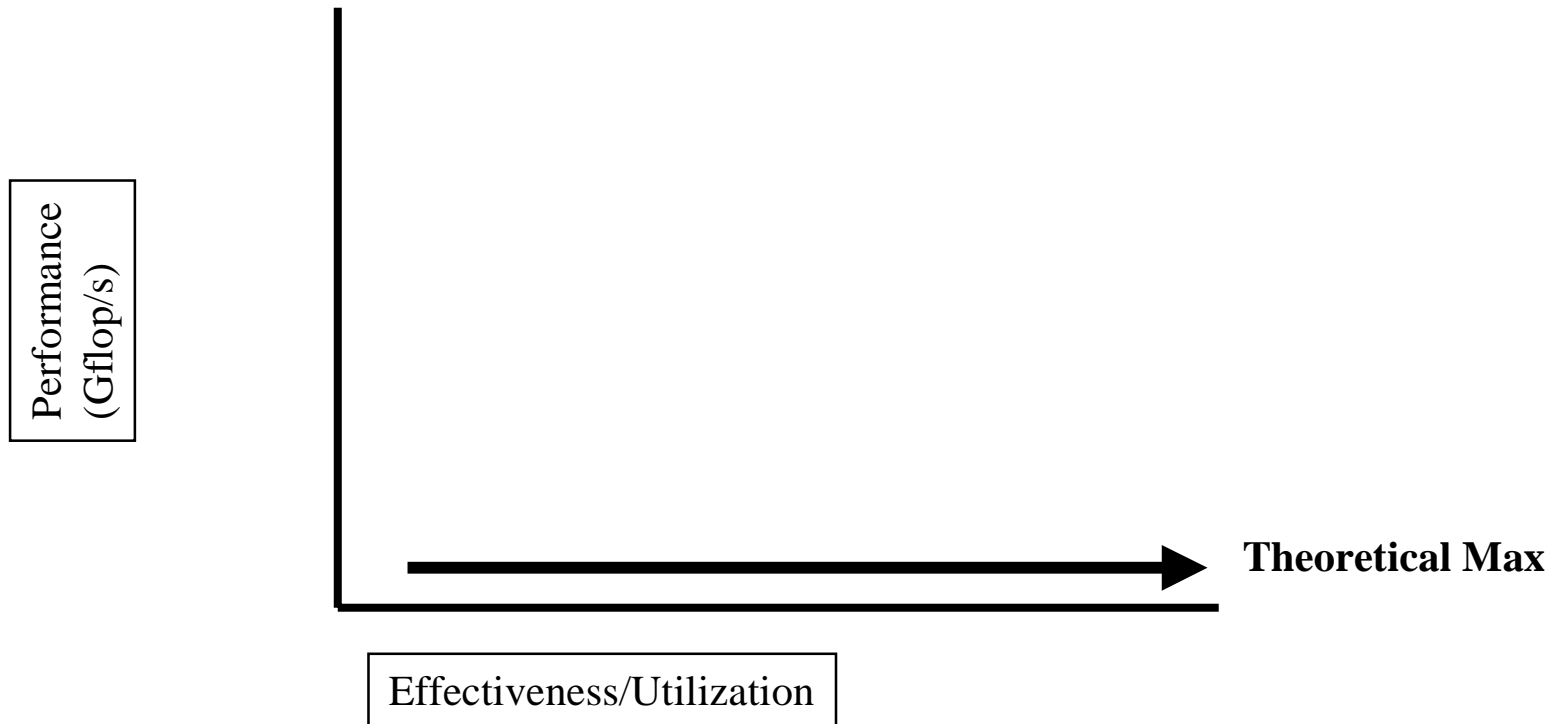 Performance
(Gflop/s)
Theoretical Max
Effectiveness/Utilization